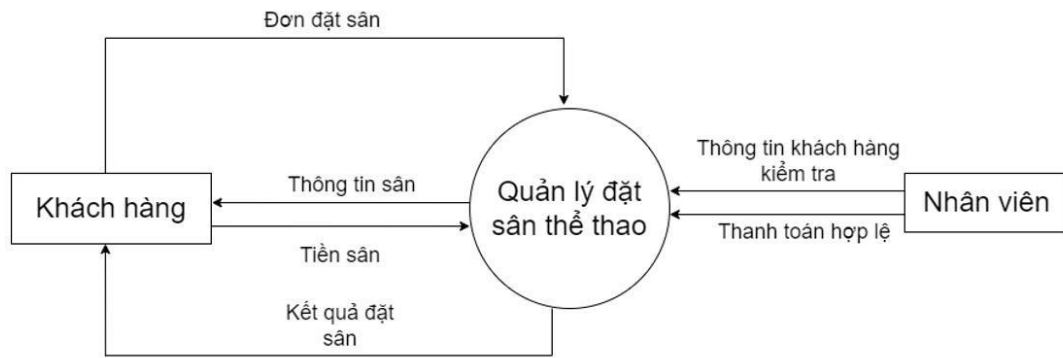 Đơn đặt sân
Khách hàng
Thông tin sân
Tiền sân
Kết quả đặt
sân
Quản lý đặt
sân thể thao
Thông tin khách hàng
kiểm tra
Thanh toán hợp lệ
Nhân viên